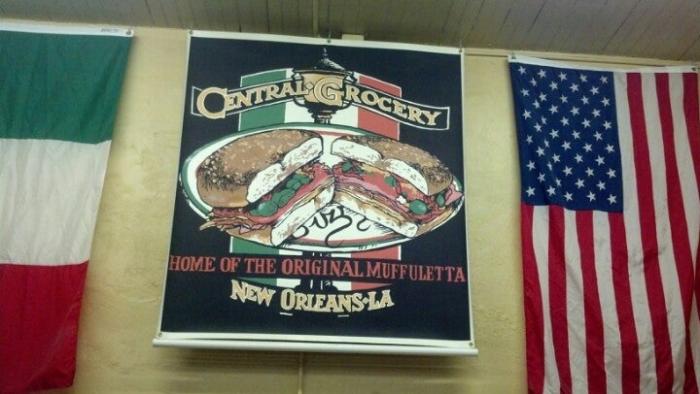 CENTRAL GROCERY
HOME OF THE ORIGINAL MUFFULETTA
NEW ORLEANS·LA